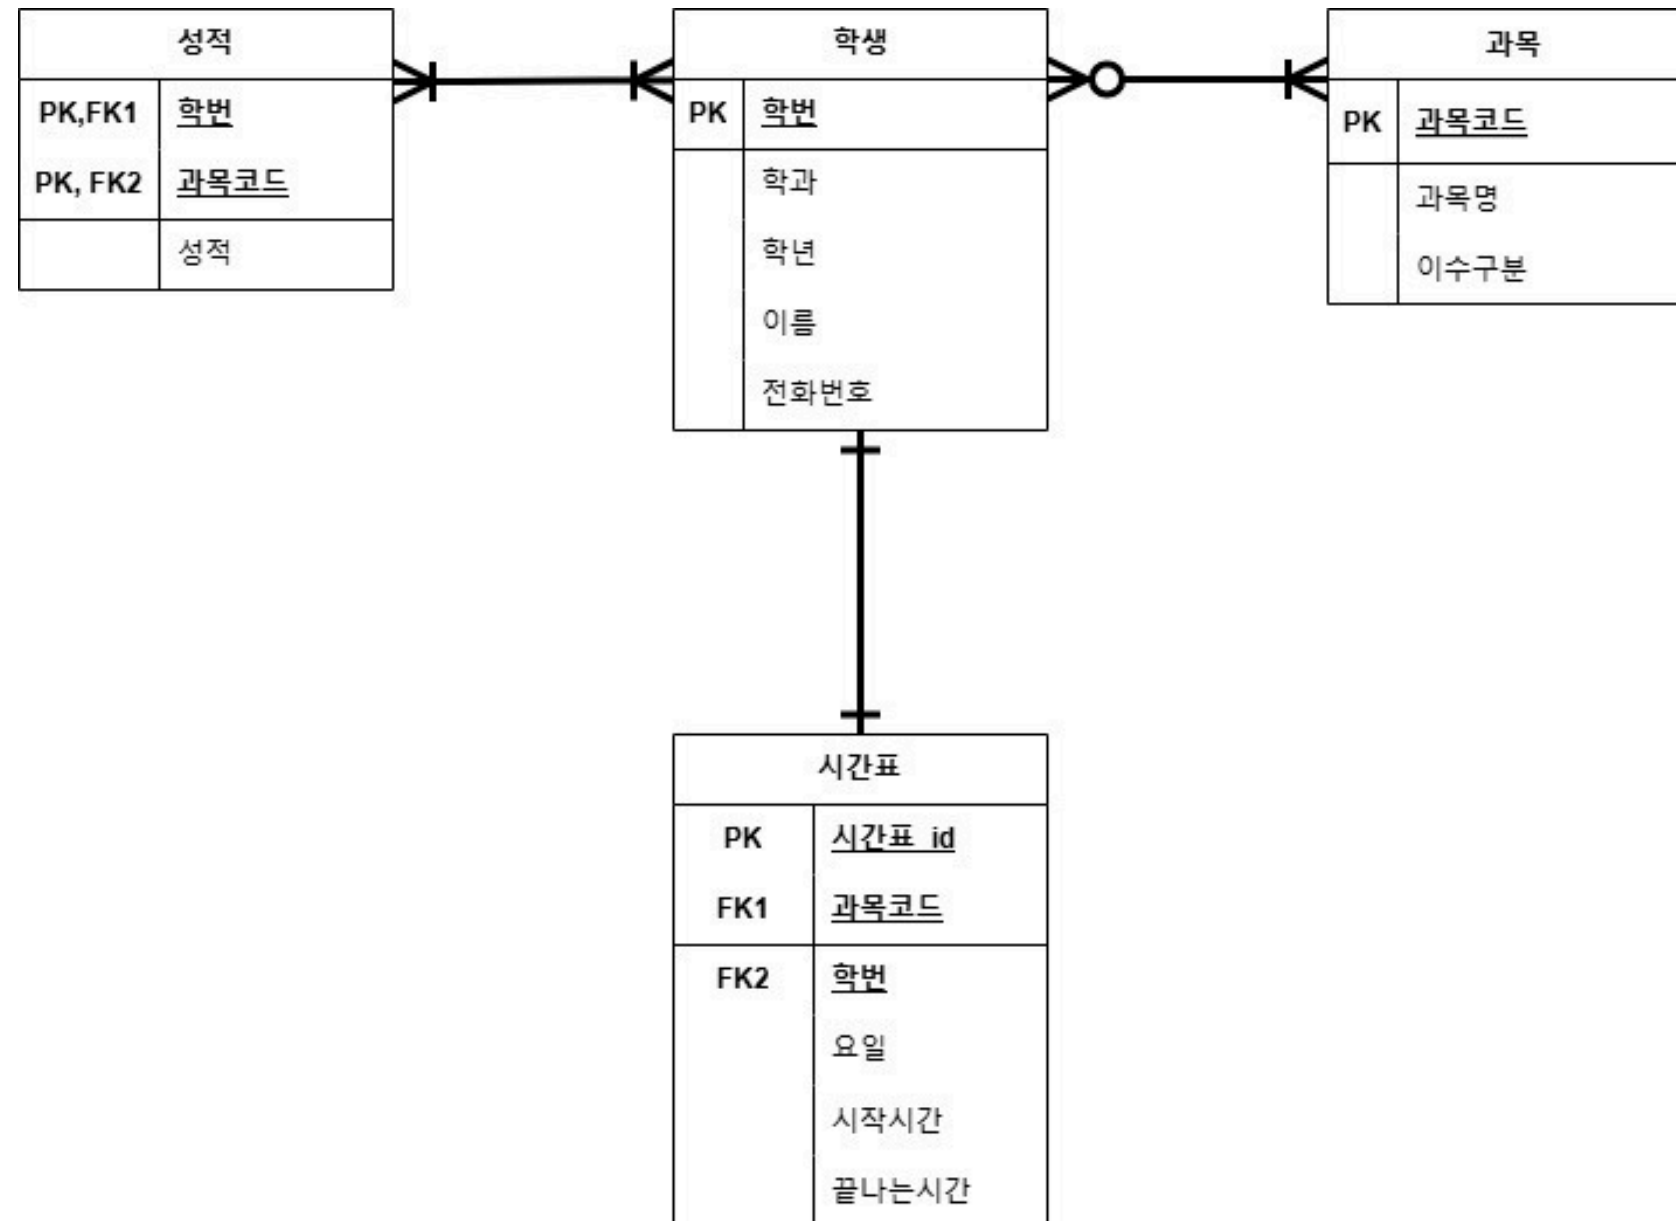 성적
PK,FK1 학번
PK, FK2 과목코드
성적
학생
PK 학번
학과
학년
이름
전화번호
과목
PK 과목코드
과목명
이수구분
시간표
PK 시간표_id
FK1 과목코드
FK2 학번
요일
시작시간
끝나는시간